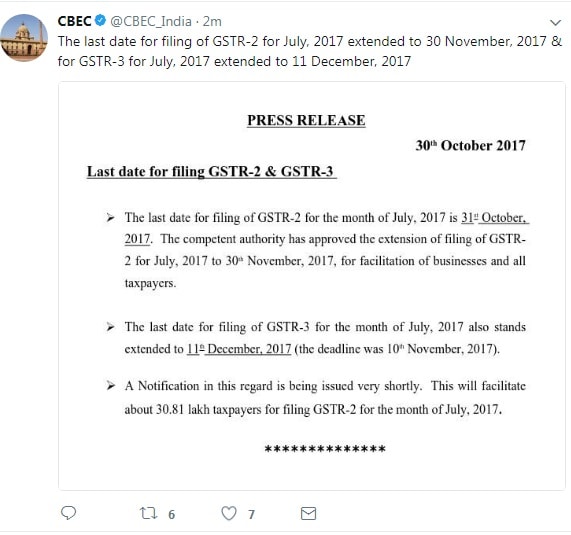 CBEC @CBEC_India · 2m
The last date for filing of GSTR-2 for July, 2017 extended to 30 November, 2017 &
for GSTR-3 for July, 2017 extended to 11 December, 2017
PRESS RELEASE
30th October 2017
Last date for filing GSTR-2 & GSTR-3
➢ The last date for filing of GSTR-2 for the month of July, 2017 is 31st October,
2017. The competent authority has approved the extension of filing of GSTR-
2 for July, 2017 to 30th November, 2017, for facilitation of businesses and all
taxpayers.
➢ The last date for filing of GSTR-3 for the month of July, 2017 also stands
extended to 11th December, 2017 (the deadline was 10th November, 2017).
➢ A Notification in this regard is being issued very shortly. This will facilitate
about 30.81 lakh taxpayers for filing GSTR-2 for the month of July, 2017.
**************
6 7